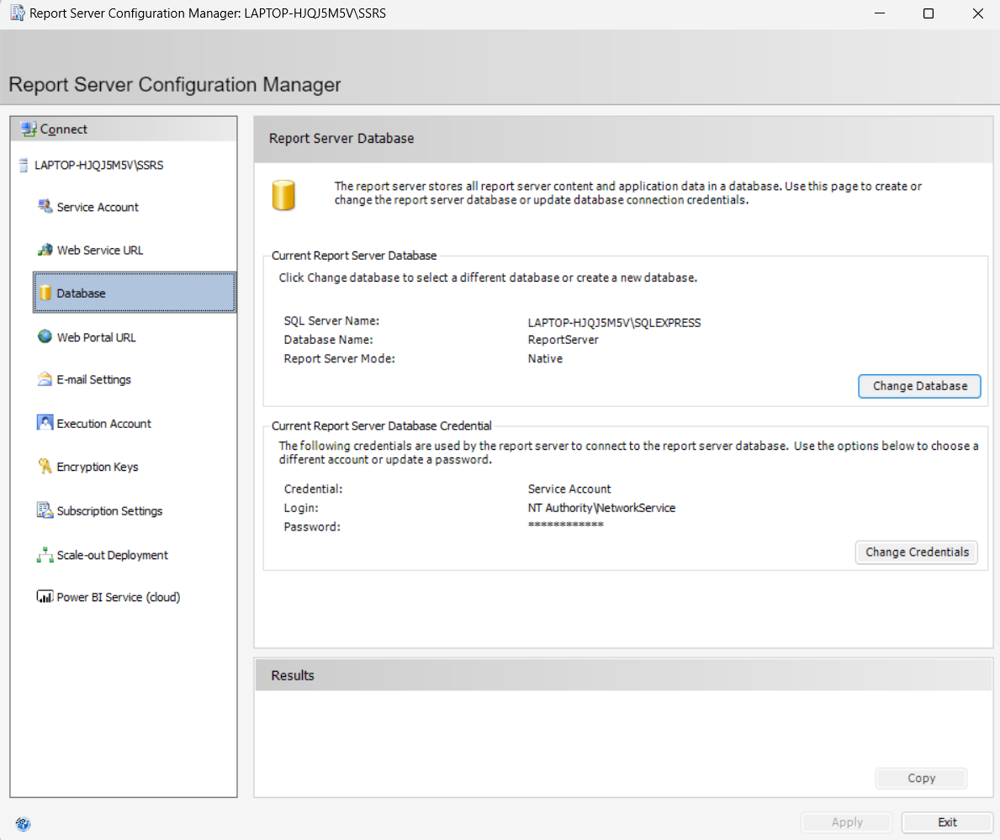 Report Server Configuration Manager: LAPTOP-HJQJ5M5V\SSRS
Report Server Configuration Manager
Connect
LAPTOP-HJQJ5M5V\SSRS
Service Account
Web Service URL
Database
Web Portal URL
E-mail Settings
Execution Account
Encryption Keys
Subscription Settings
Scale-out Deployment
Power BI Service (cloud)
Report Server Database
The report server stores all report server content and application data in a database. Use this page to create or
change the report server database or update database connection credentials.
Current Report Server Database
Click Change database to select a different database or create a new database.
SQL Server Name: LAPTOP-HJQJ5M5V\SQLEXPRESS
Database Name: ReportServer
Report Server Mode: Native
Change Database
Current Report Server Database Credential
The following credentials are used by the report server to connect to the report server database. Use the options below to choose a
different account or update a password.
Credential: Service Account
Login: NT Authority\NetworkService
Password: ************
Change Credentials
Results
Copy
Apply
Exit